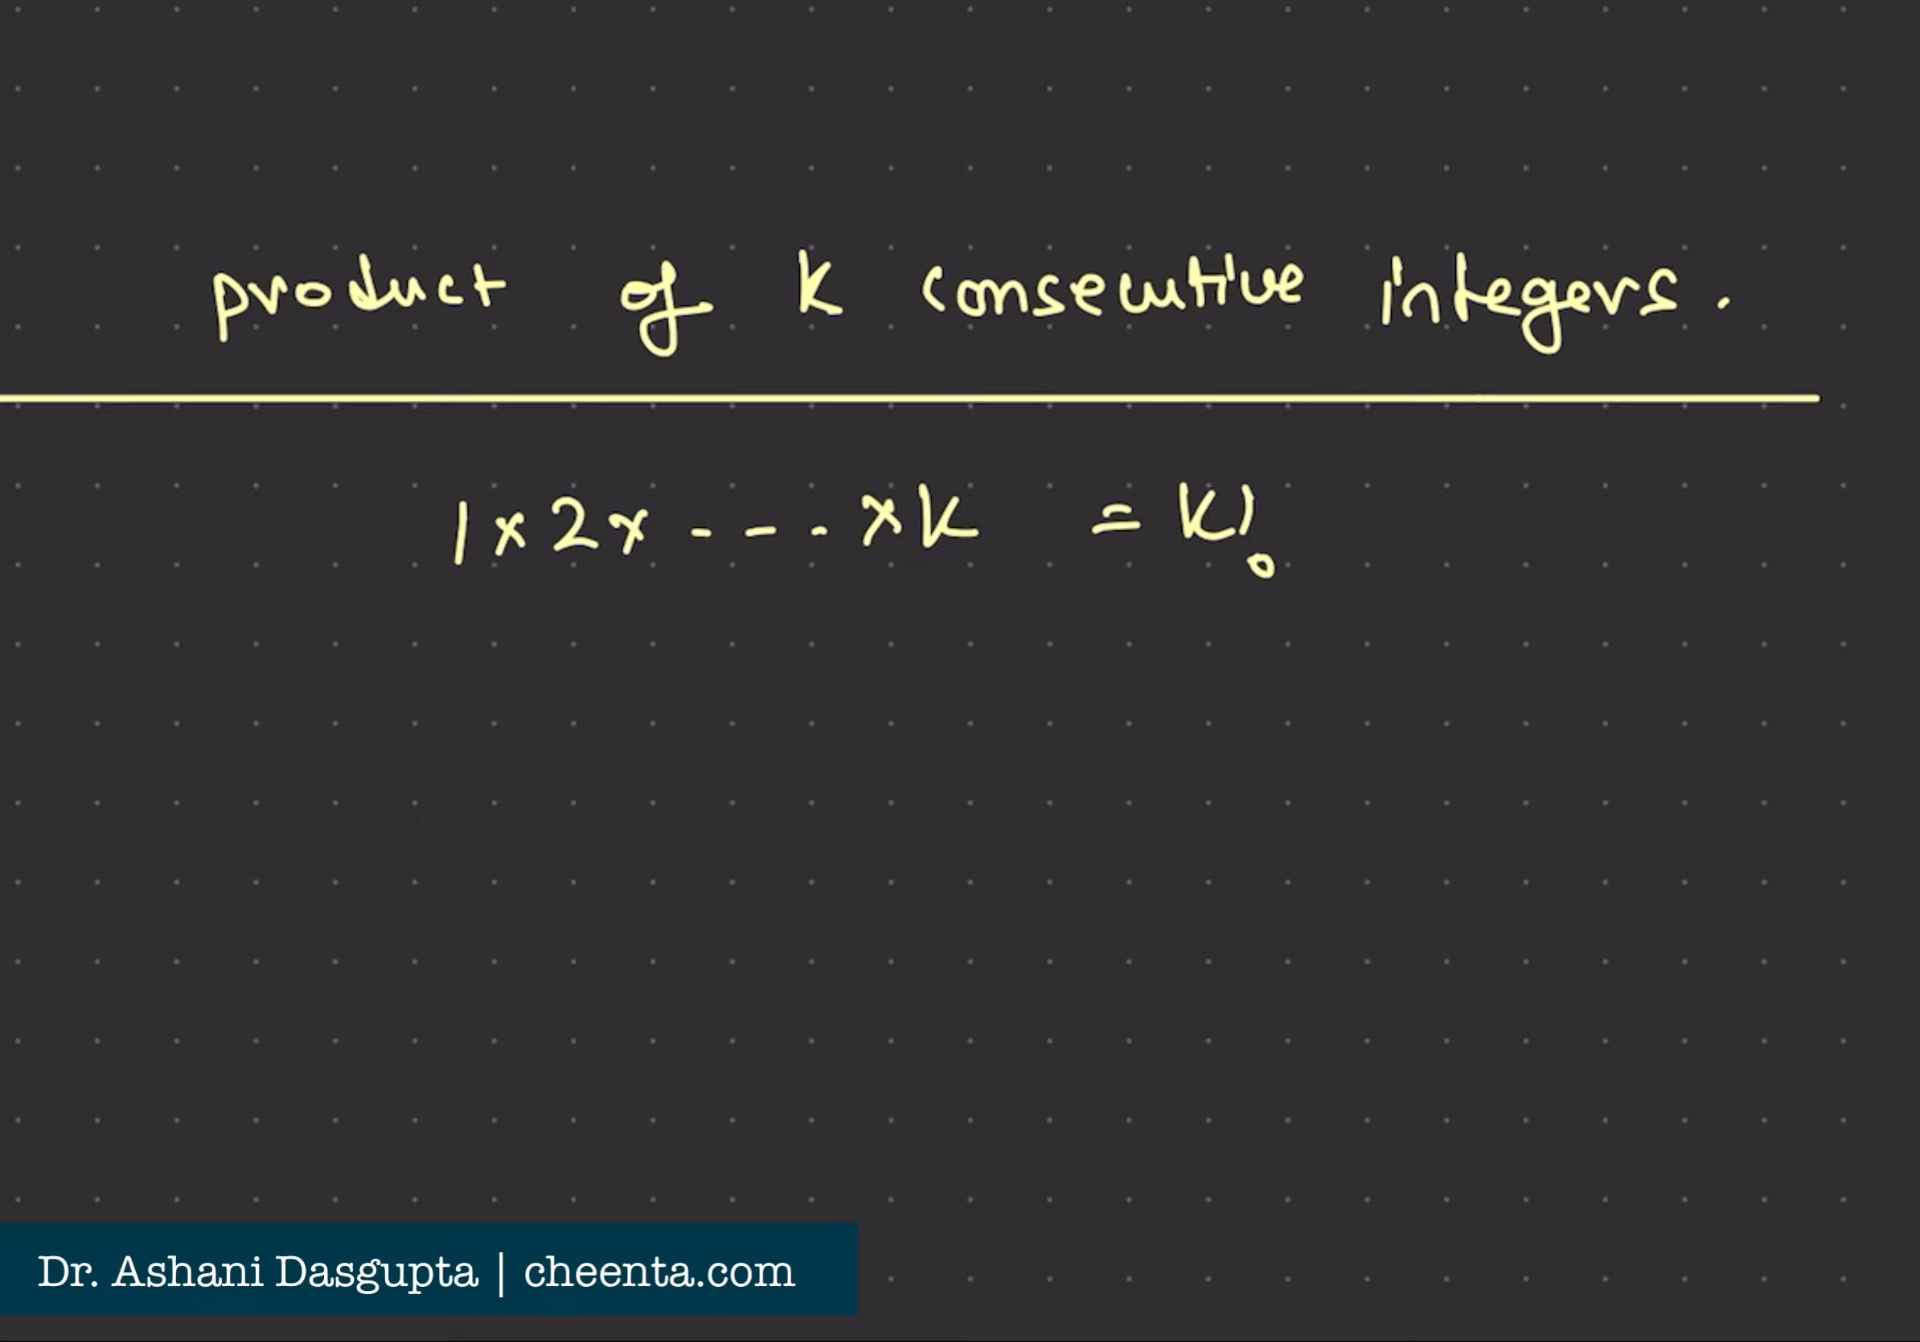 product of k consecutive integers.
1 x 2 x - - - . x k = k!
Dr. Ashani Dasgupta | cheenta.com